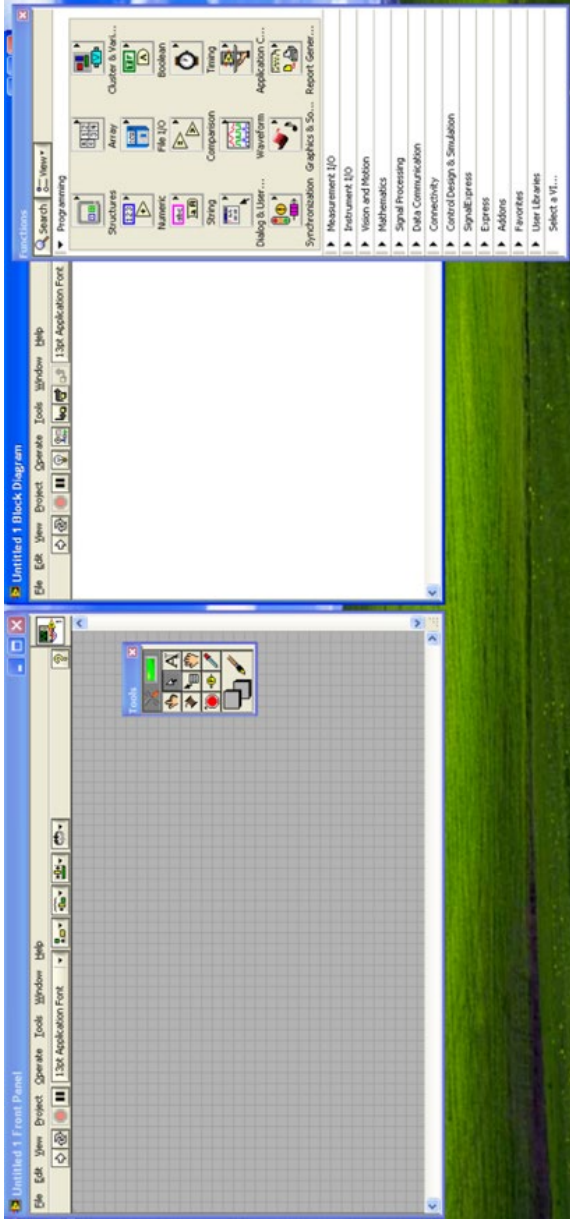 Untitled 1 Front Panel
File Edit View Project Operate Tools Window Help
13pt Application Font
Tools
Untitled 1 Block Diagram
File Edit View Project Operate Tools Window Help
13pt Application Font
Functions
Search View
Programming
Structures Array Cluster & Vari...
Numeric File I/O Boolean
String Comparison Timing
Dialog & User... Waveform Application C...
Synchronization Graphics & So... Report Gener...
Measurement I/O
Instrument I/O
Vision and Motion
Mathematics
Signal Processing
Data Communication
Connectivity
Control Design & Simulation
SignalExpress
Express
Addons
Favorites
User Libraries
Select a VI...